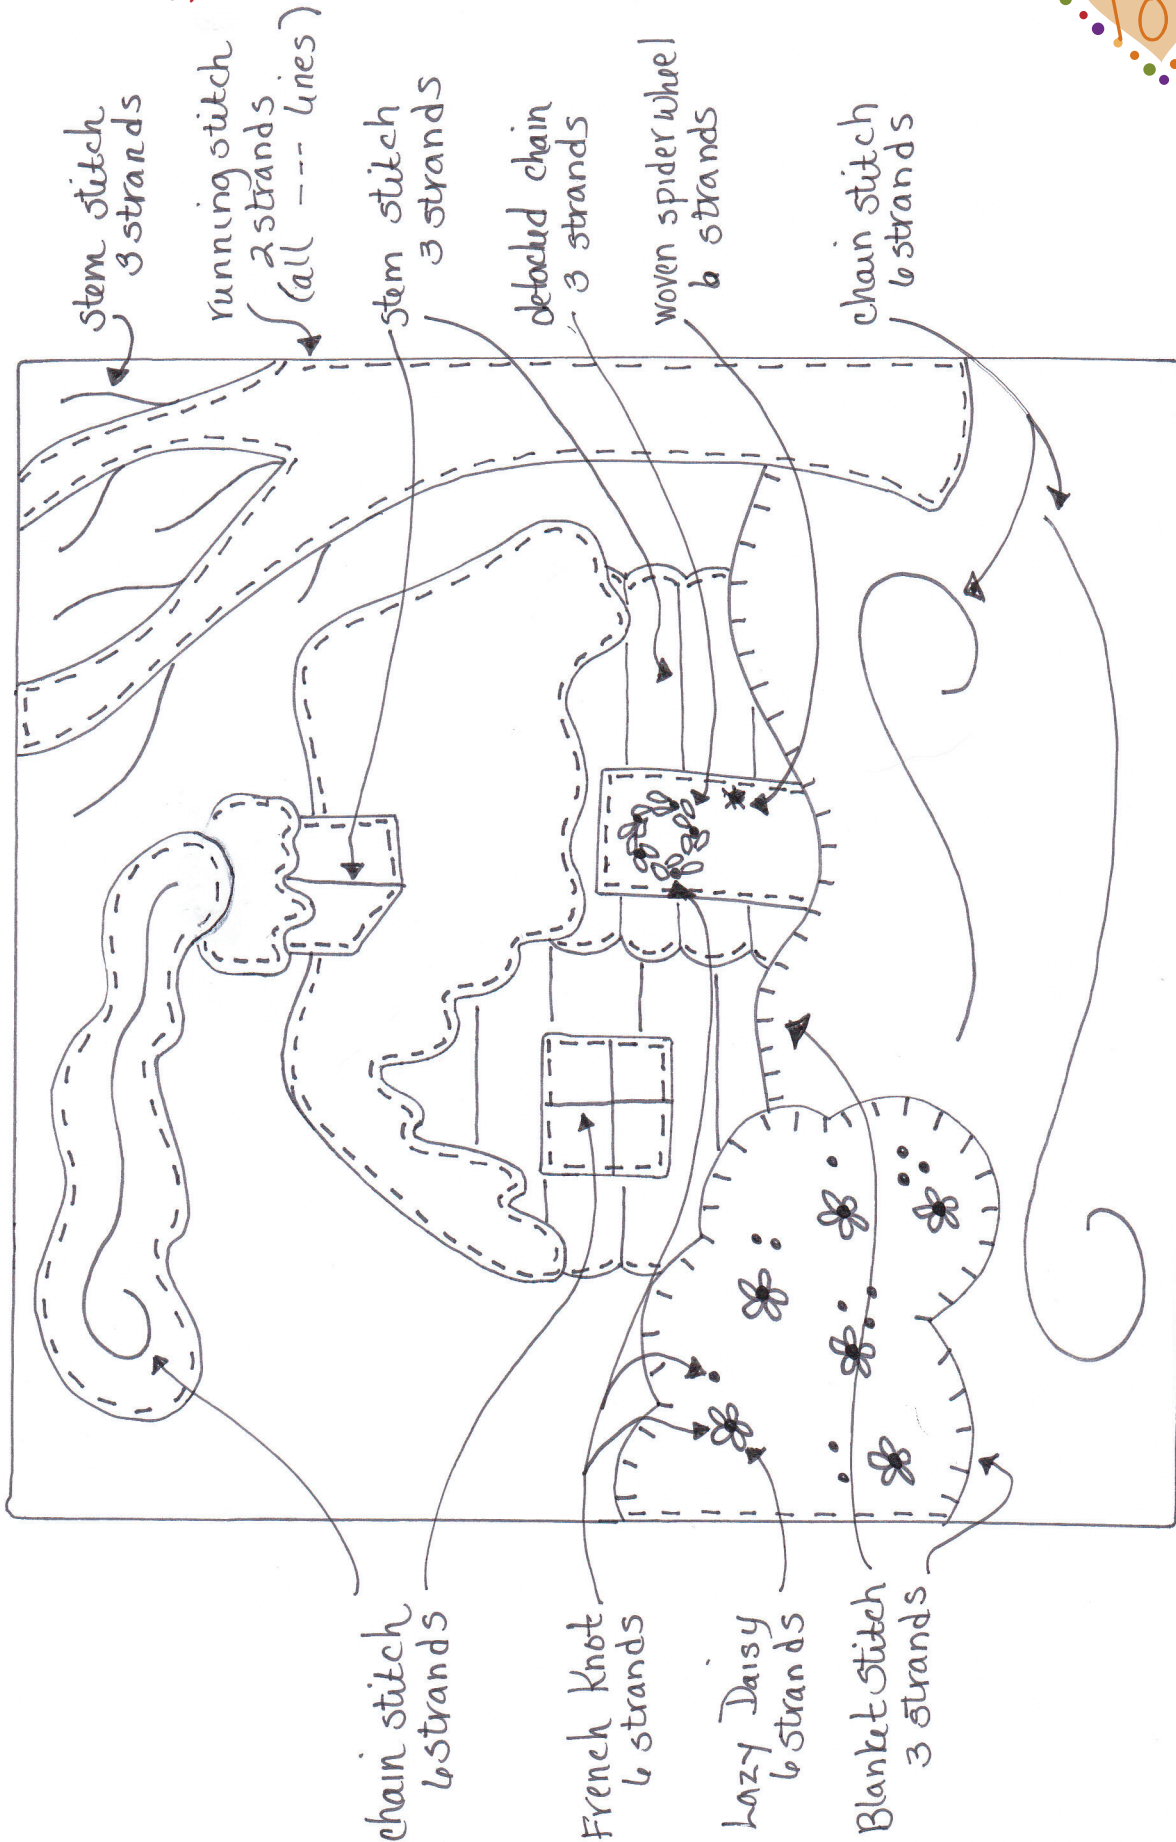 stem stitch
3 strands
running stitch
2 strands
(all --- lines)
stem stitch
3 strands
detached chain
3 strands
woven spiderwheel
6 strands
chain stitch
6 strands
chain stitch
6 strands
French Knot
6 strands
Lazy Daisy
6 strands
Blanket Stitch
3 strands
10